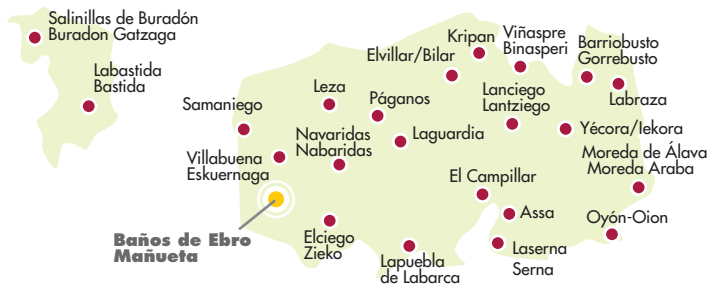 Salinillas de Buradón
Buradon Gatzaga
Labastida
Bastida
Samaniego
Villabuena
Eskuernaga
Baños de Ebro
Mañueta
Leza
Navaridas
Nabaridas
Elciego
Zieko
Páganos
Laguardia
Lapuebla
de Labarca
Elvillar/Bilar
Kripan
Viñaspre
Binasperi
Lanciego
Lantziego
El Campillar
Assa
Laserna
Serna
Barriobusto
Gorrebusto
Labraza
Yécora/Iekora
Moreda de Álava
Moreda Araba
Oyón-Oion